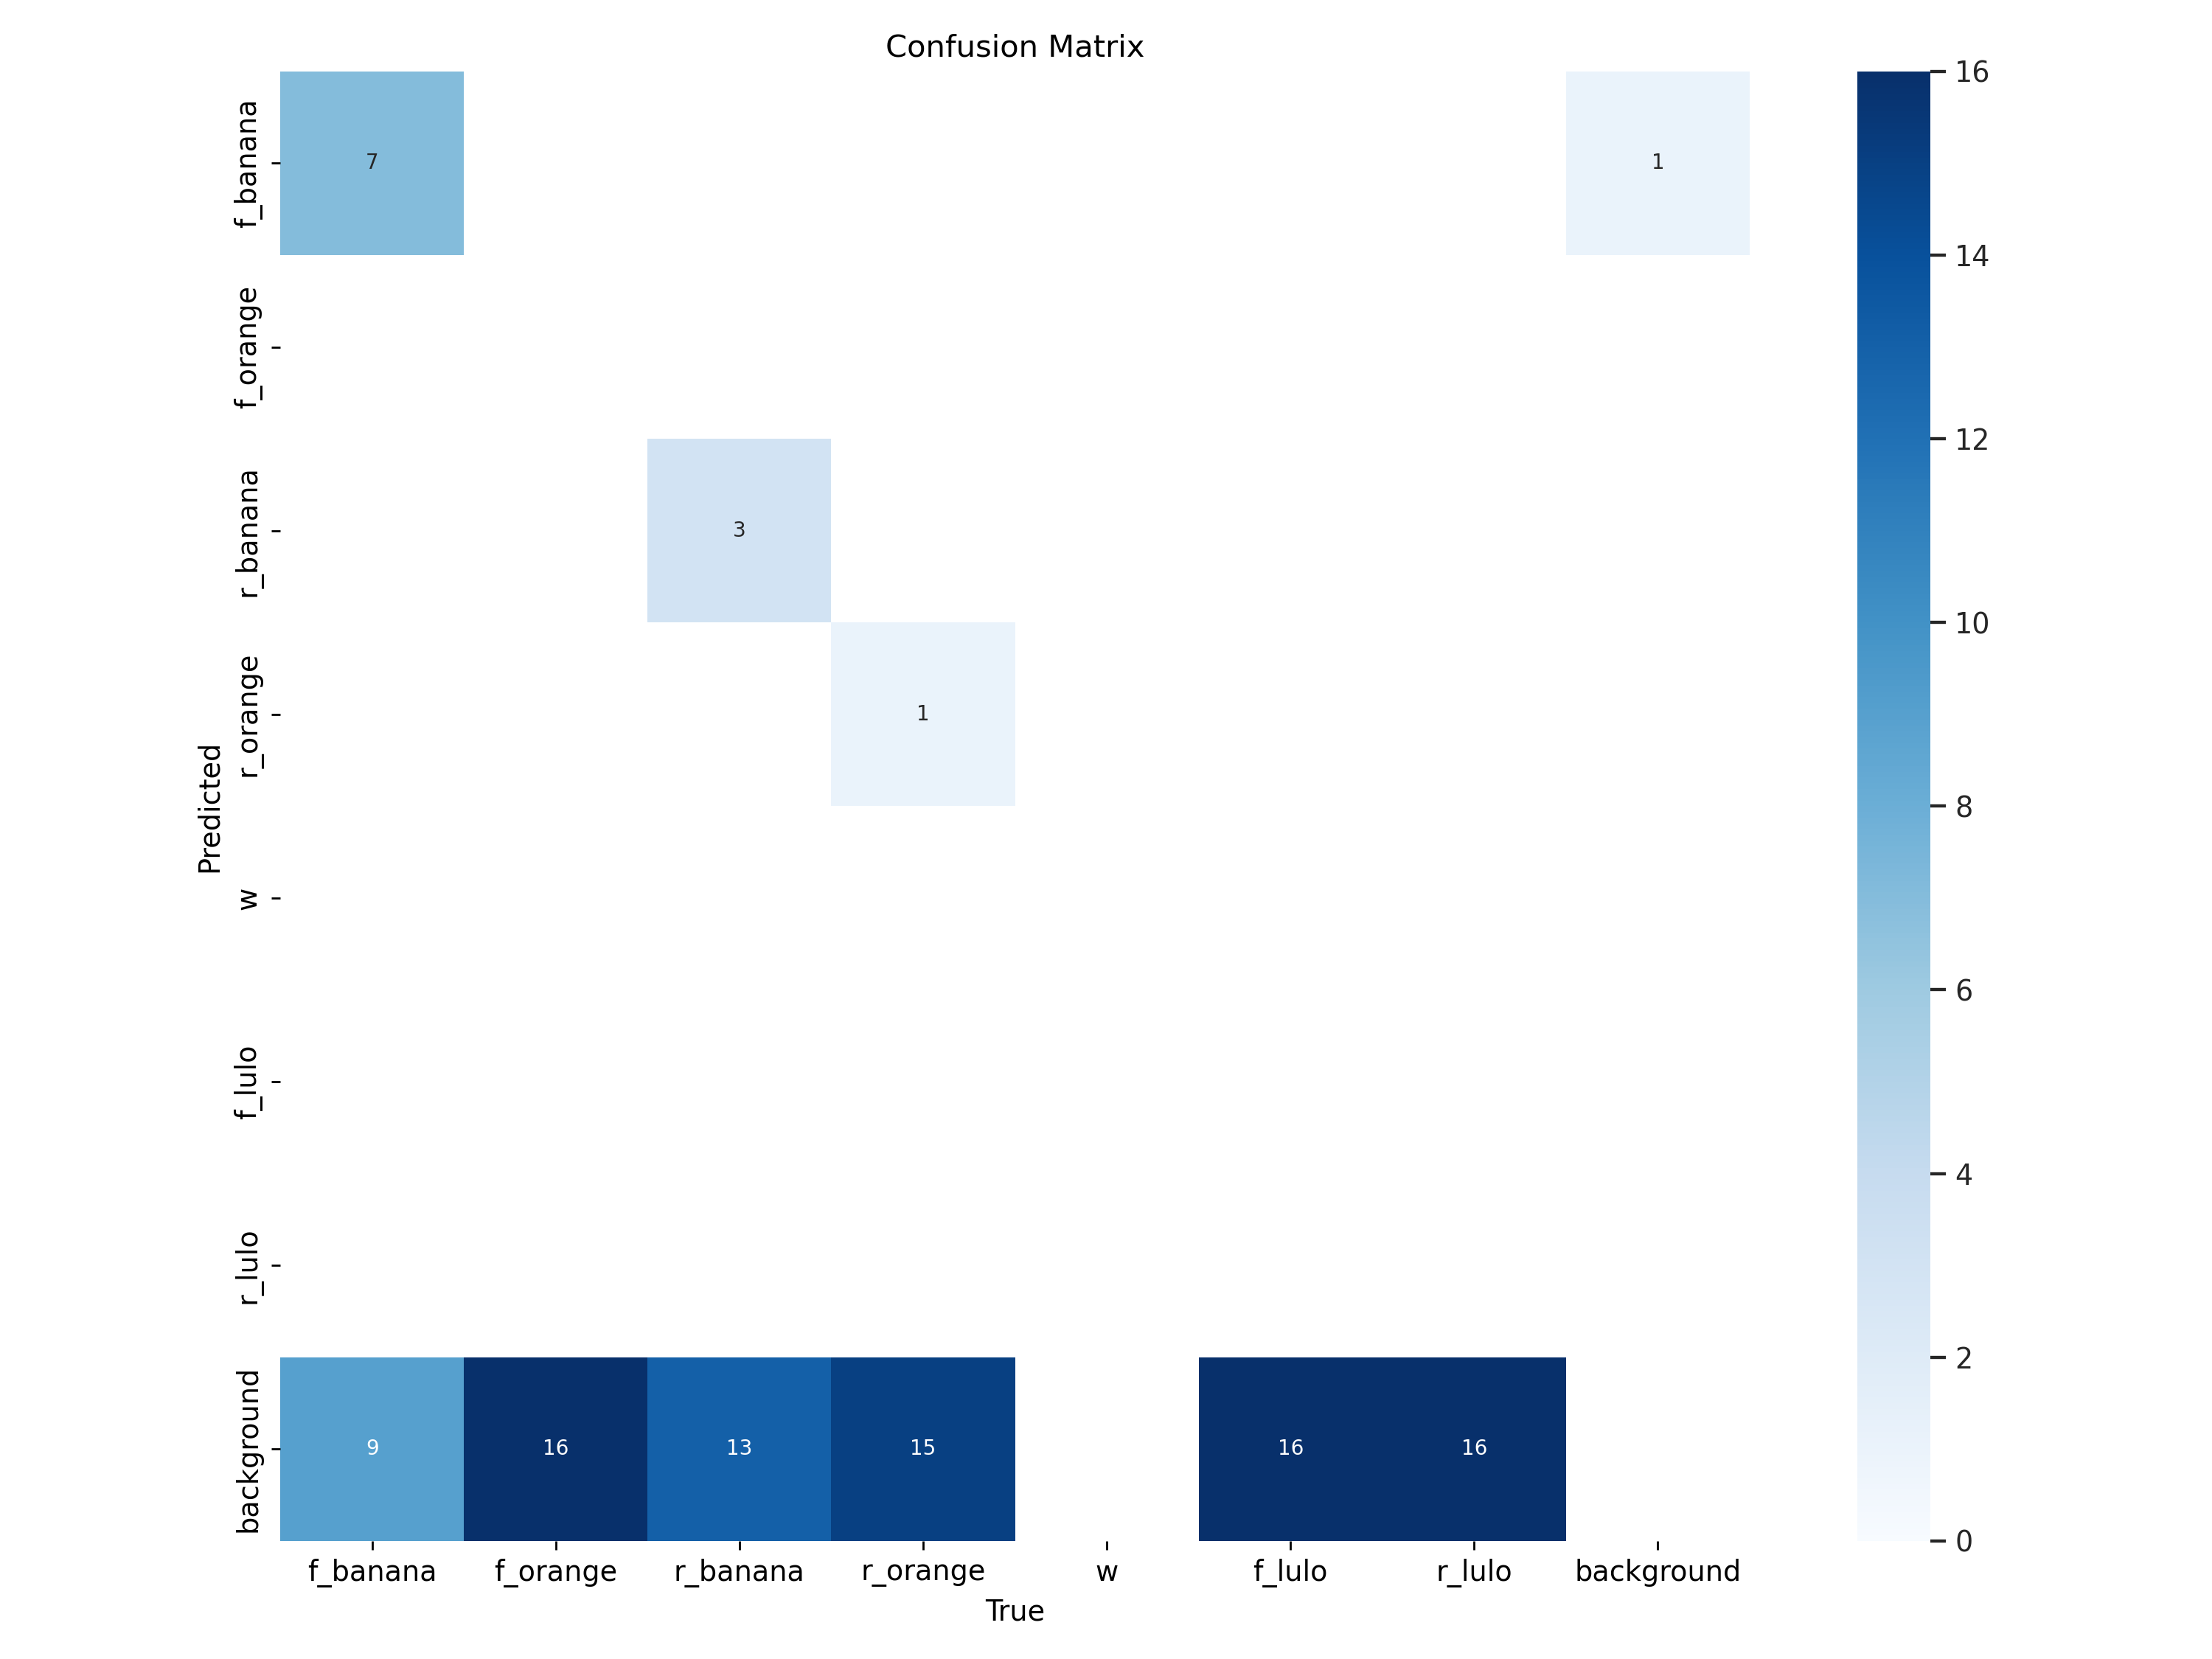 Confusion Matrix
f_banana
f_orange
r_banana
r_orange
w
f_lulo
r_lulo
background
Predicted
7
1
3
1
9
16
13
15
16
16
f_banana
f_orange
r_banana
r_orange
w
f_lulo
r_lulo
background
True
16
14
12
10
8
6
4
2
0